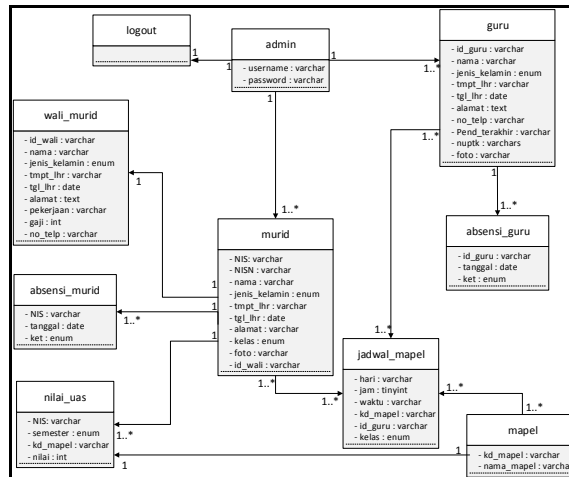 logout
1
1
admin
- username : varchar
- password : varchar
1
1
1..*
guru
- id_guru : varchar
- nama : varchar
- jenis_kelamin : enum
- tmpt_lhr : varchar
- tgl_lhr : date
- alamat : text
- no_telp : varchar
- Pend_terakhir : varchar
- nuptk : varchars
- foto : varchar
1..*
1
1..*
wali_murid
- id_wali : varchar
- nama : varchar
- jenis_kelamin : enum
- tmpt_lhr : varchar
- tgl_lhr : date
- alamat : text
- pekerjaan : varchar
- gaji : int
- no_telp : varchar
1
1..*
murid
- NIS: varchar
- NISN : varchar
- nama : varchar
- jenis_kelamin : enum
- tmpt_lhr : varchar
- tgl_lhr : date
- alamat : varchar
- kelas : enum
- foto : varchar
- id_wali : varchar
1
1
1
1..*
absensi_guru
- id_guru : varchar
- tanggal : date
- ket : enum
absensi_murid
- NIS : varchar
- tanggal : date
- ket : enum
1..*
1..*
jadwal_mapel
- hari : varchar
- jam : tinyint
- waktu : varchar
- kd_mapel : varchar
- id_guru : varchar
- kelas : enum
1..*
1..*
1..*
nilai_uas
- NIS: varchar
- semester : enum
- kd_mapel : varchar
- nilai : int
1..*
1
1
mapel
- kd_mapel : varchar
- nama_mapel : varchar